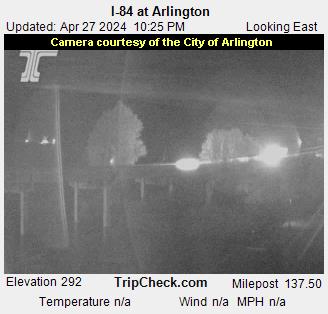 I-84 at Arlington
Updated: Apr 27 2024 10:25 PM Looking East
Camera courtesy of the City of Arlington
Elevation 292 TripCheck.com Milepost 137.50
Temperature n/a Wind n/a MPH n/a